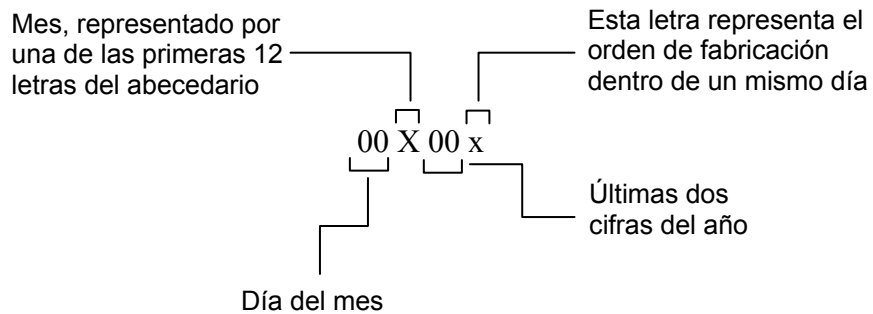 Mes, representado por
una de las primeras 12
letras del abecedario
Esta letra representa el
orden de fabricación
dentro de un mismo día
00 X 00 x
Últimas dos
cifras del año
Día del mes